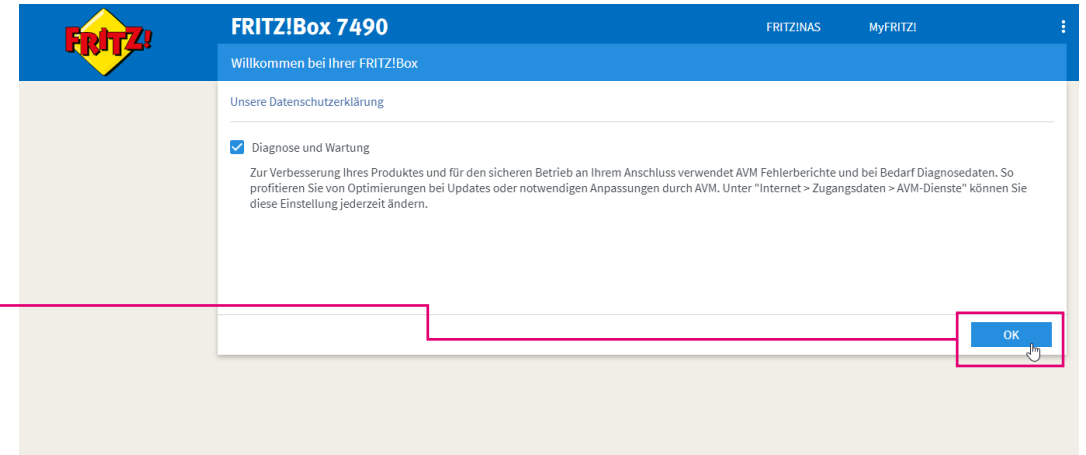 FRITZ!
FRITZ!Box 7490
FRITZ!NAS
MyFRITZ!
Willkommen bei Ihrer FRITZ!Box
Unsere Datenschutzerklärung
Diagnose und Wartung
Zur Verbesserung Ihres Produktes und für den sicheren Betrieb an Ihrem Anschluss verwendet AVM Fehlerberichte und bei Bedarf Diagnosedaten. So
profitieren Sie von Optimierungen bei Updates oder notwendigen Anpassungen durch AVM. Unter "Internet > Zugangsdaten > AVM-Dienste" können Sie
diese Einstellung jederzeit ändern.
OK